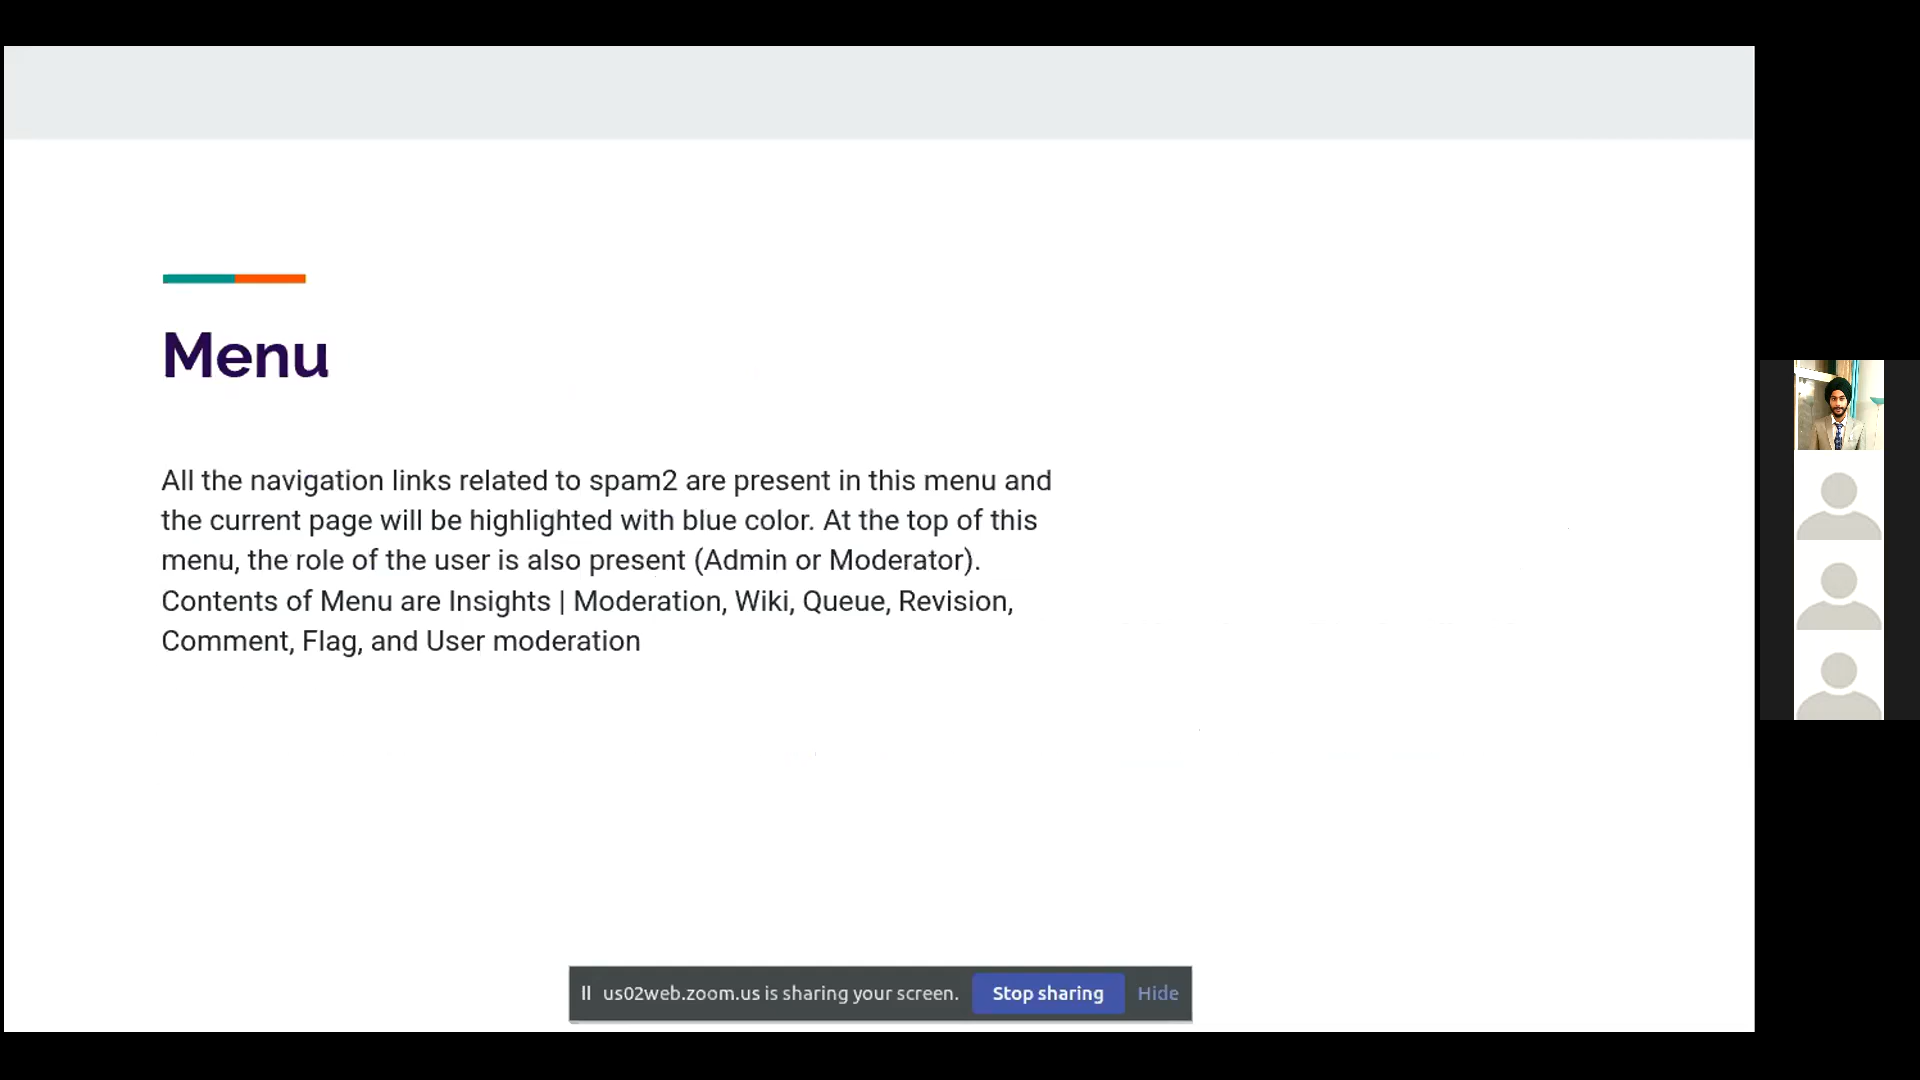 Menu
All the navigation links related to spam2 are present in this menu and
the current page will be highlighted with blue color. At the top of this
menu, the role of the user is also present (Admin or Moderator).
Contents of Menu are Insights | Moderation, Wiki, Queue, Revision,
Comment, Flag, and User moderation
us02web.zoom.us is sharing your screen. Stop sharing Hide